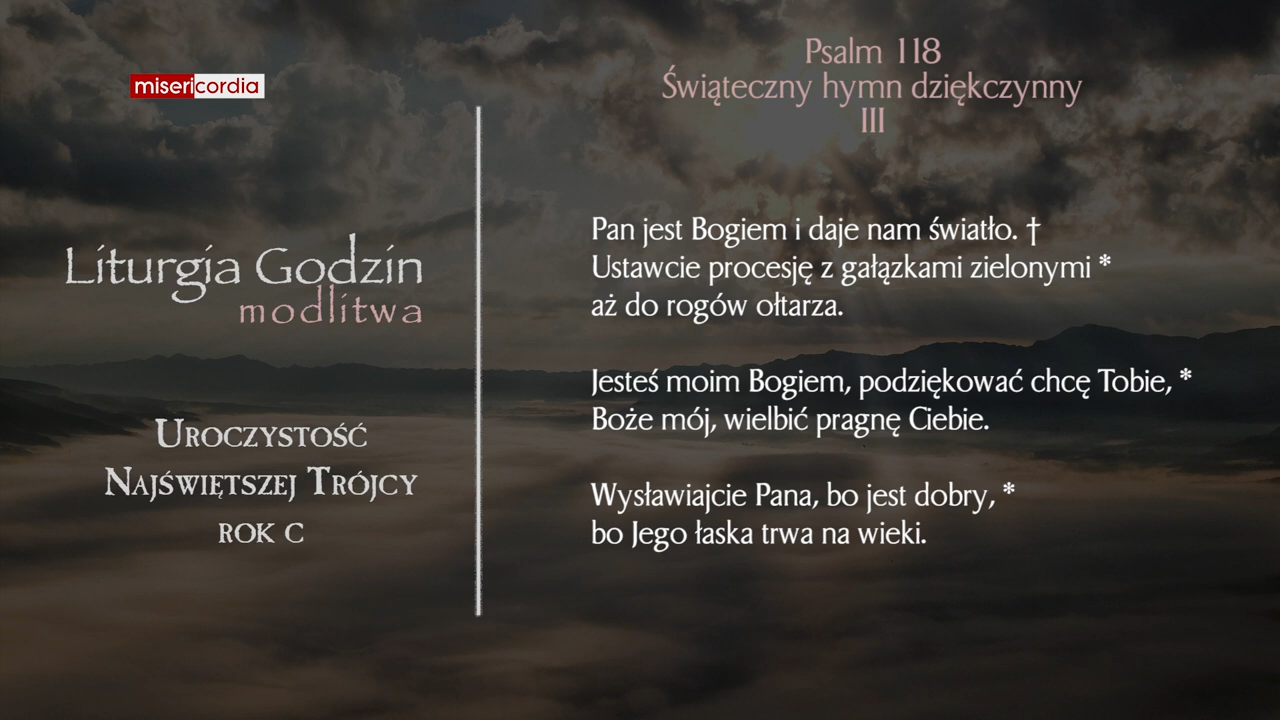 misericordia
Liturgia Godzin
modlitwa
Uroczystość
Najświętszej Trójcy
rok C
Psalm 118
Świąteczny hymn dziękczynny
III
Pan jest Bogiem i daje nam światło. †
Ustawcie procesję z gałązkami zielonymi *
aż do rogów ołtarza.
Jesteś moim Bogiem, podziękować chcę Tobie, *
Boże mój, wielbić pragnę Ciebie.
Wysławiajcie Pana, bo jest dobry, *
bo Jego łaska trwa na wieki.